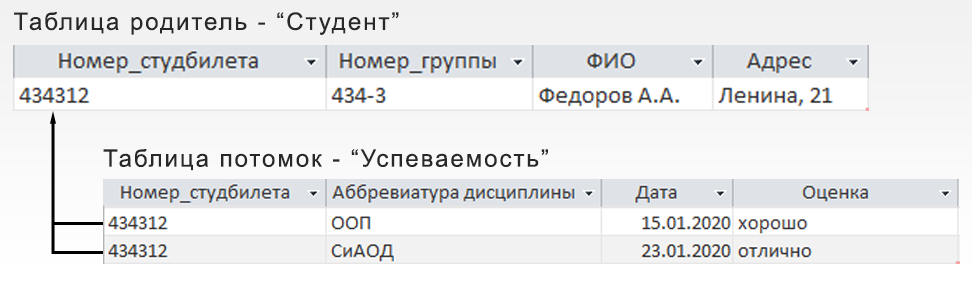 Таблица родитель - “Студент”
Номер_студбилета Номер_группы ФИО Адрес
434312 434-3 Федоров А.А. Ленина, 21
Таблица потомок - “Успеваемость”
Номер_студбилета Аббревиатура дисциплины Дата Оценка
434312 ООП 15.01.2020 хорошо
434312 СиАОД 23.01.2020 отлично